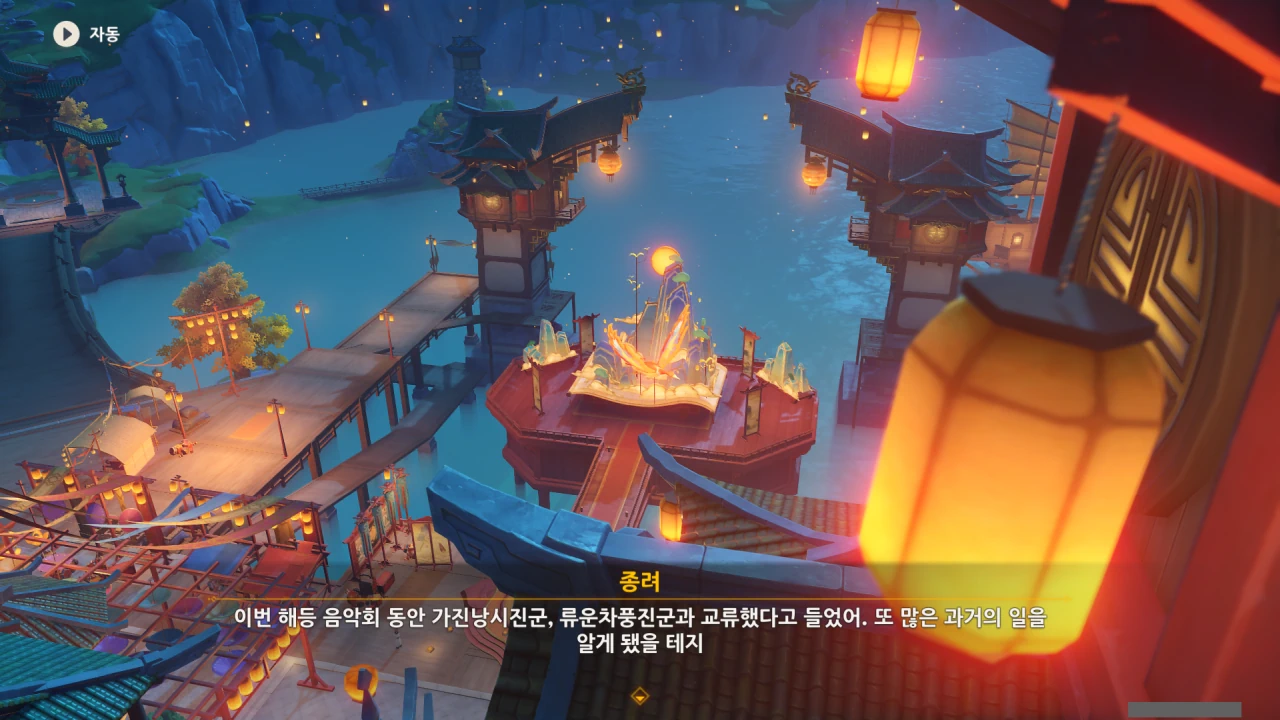 자동
종려
이번 해등 음악회 동안 가진낭시진군, 류운차풍진군과 교류했다고 들었어. 또 많은 과거의 일을
알게 됐을 테지